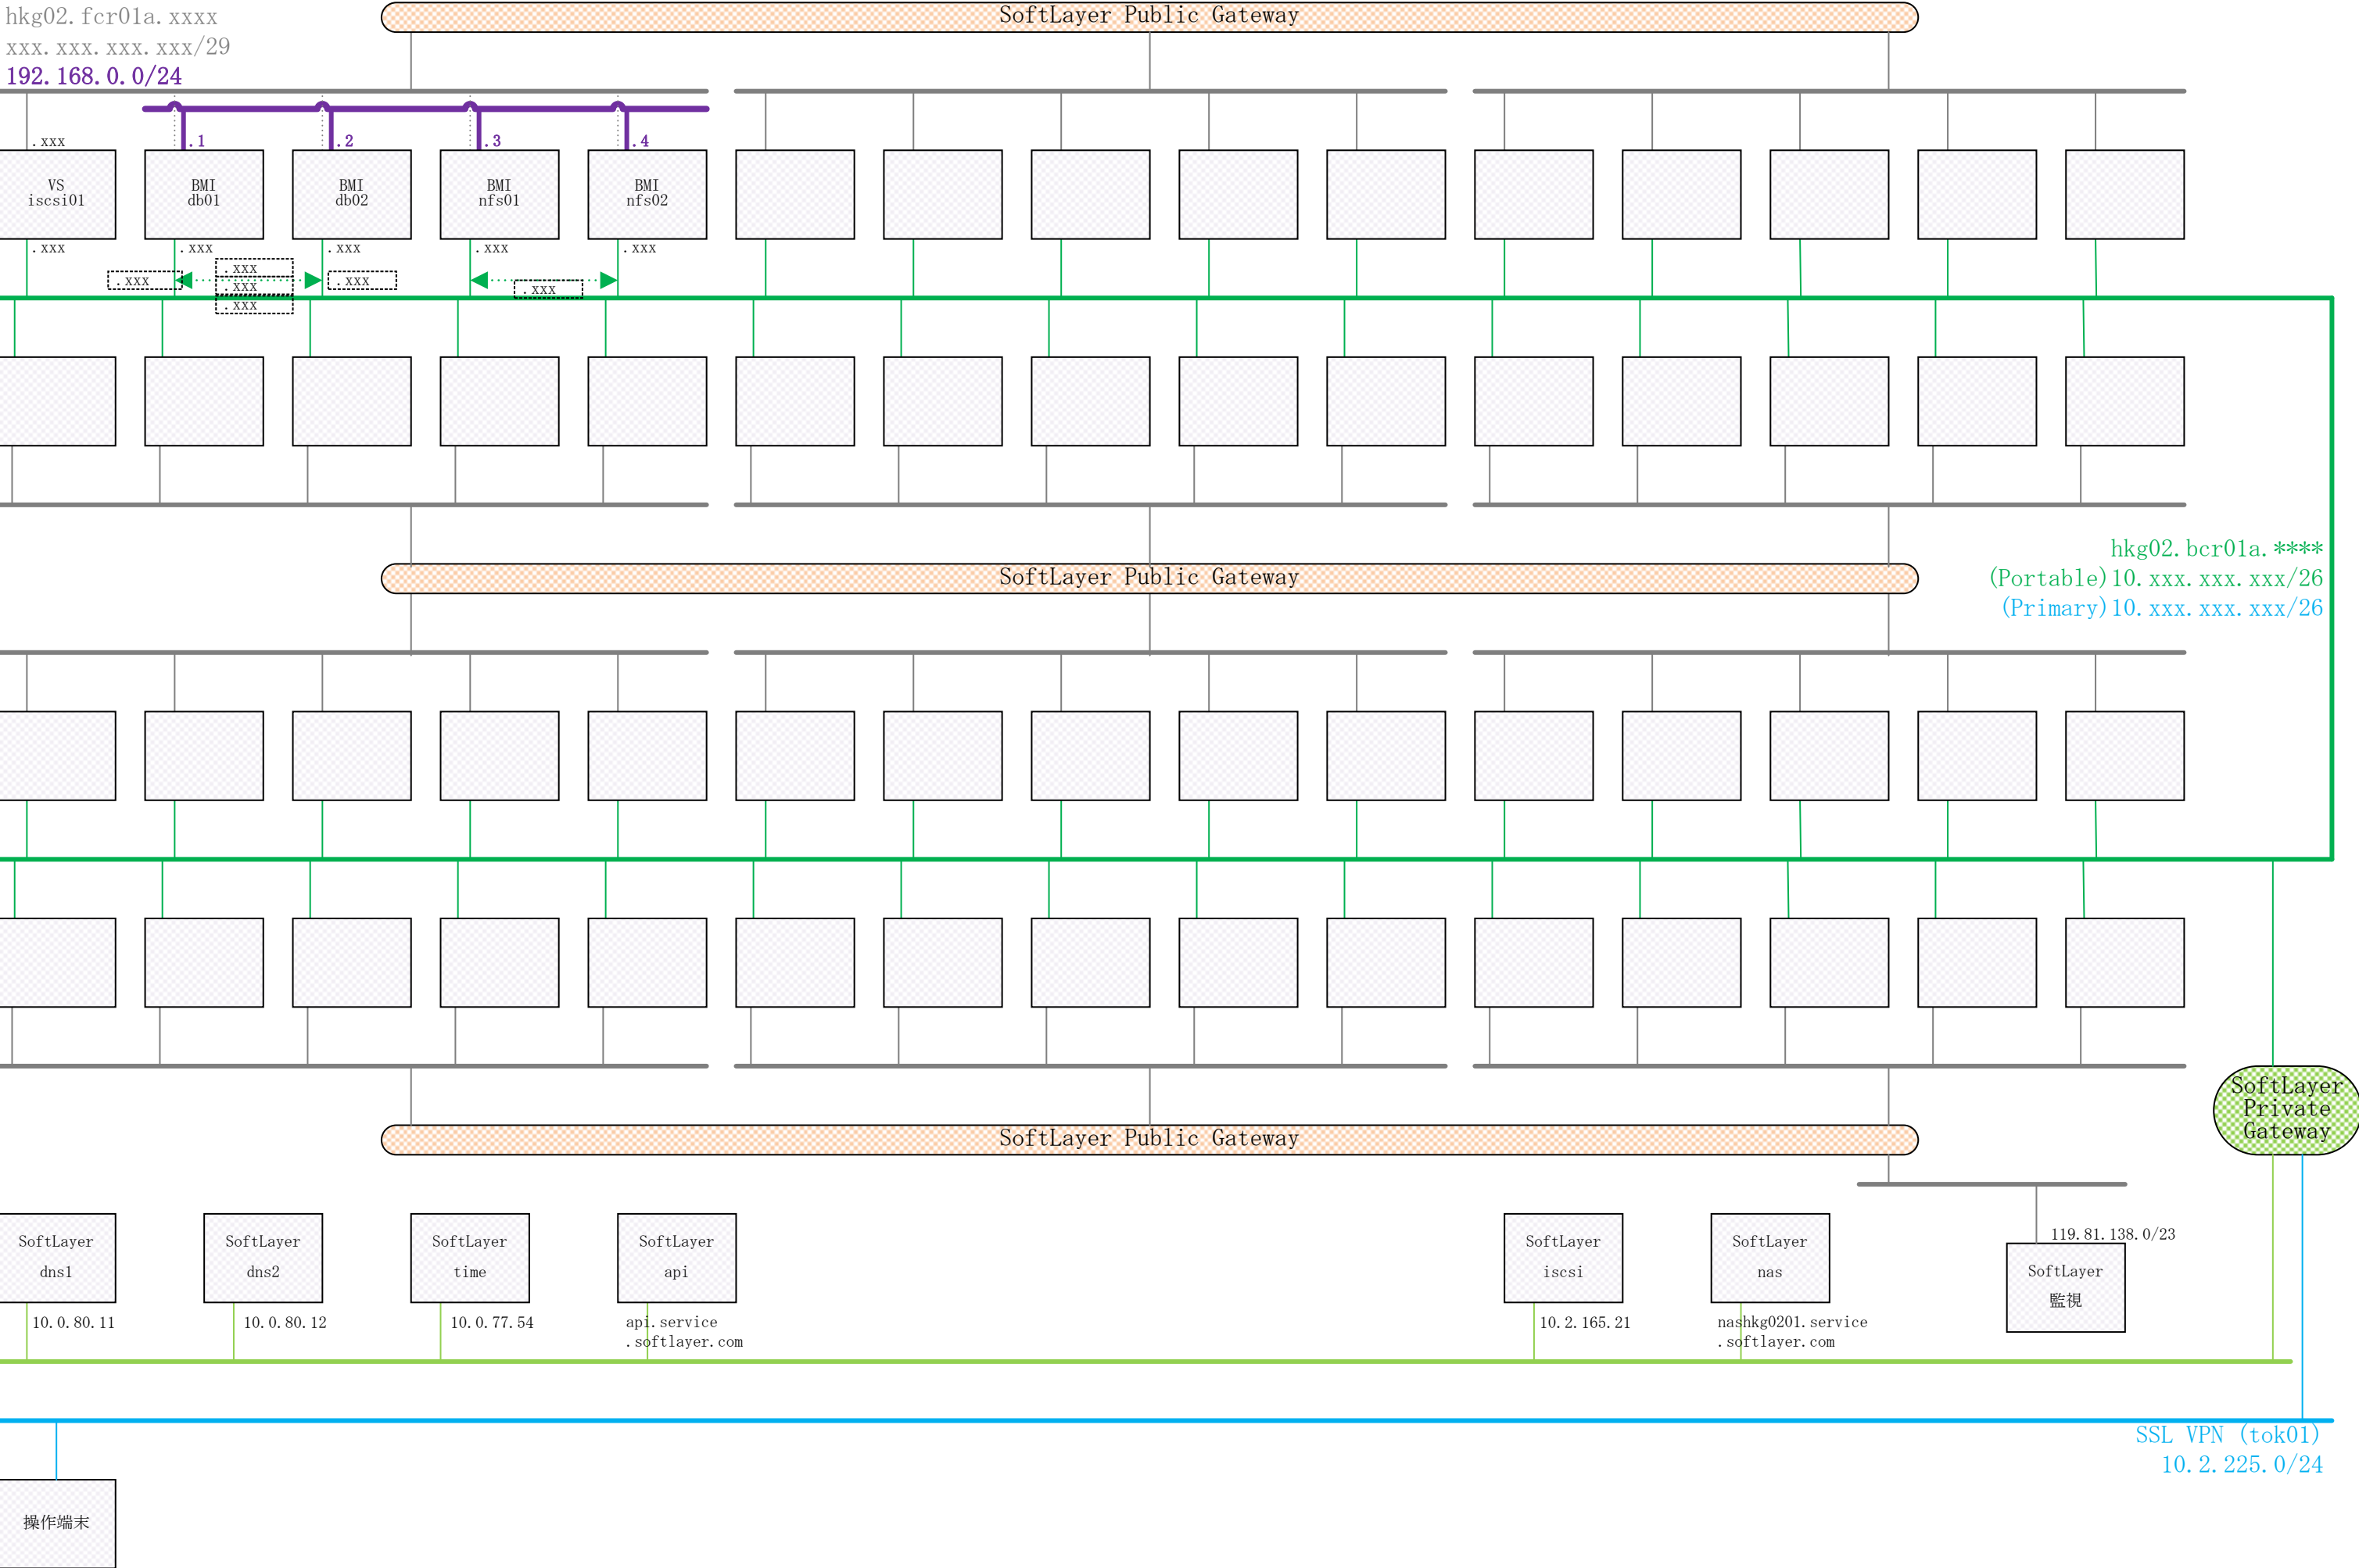 hkg02.fcr01a.xxxx
xxx.xxx.xxx.xxx/29
192.168.0.0/24
SoftLayer Public Gateway
.xxx
.1
.2
.3
.4
VS
iscsi01
BMI
db01
BMI
db02
BMI
nfs01
BMI
nfs02
.xxx
.xxx
.xxx
.xxx
.xxx
.xxx
.xxx
.xxx
.xxx
.xxx
.xxx
hkg02.bcr01a.****
(Portable)10.xxx.xxx.xxx/26
(Primary)10.xxx.xxx.xxx/26
SoftLayer Public Gateway
SoftLayer
Private
Gateway
SoftLayer Public Gateway
SoftLayer
dns1
10.0.80.11
SoftLayer
dns2
10.0.80.12
SoftLayer
time
10.0.77.54
SoftLayer
api
api.service
.softlayer.com
SoftLayer
iscsi
10.2.165.21
SoftLayer
nas
nashkg0201.service
.softlayer.com
119.81.138.0/23
SoftLayer
監視
SSL VPN (tok01)
10.2.225.0/24
操作端末